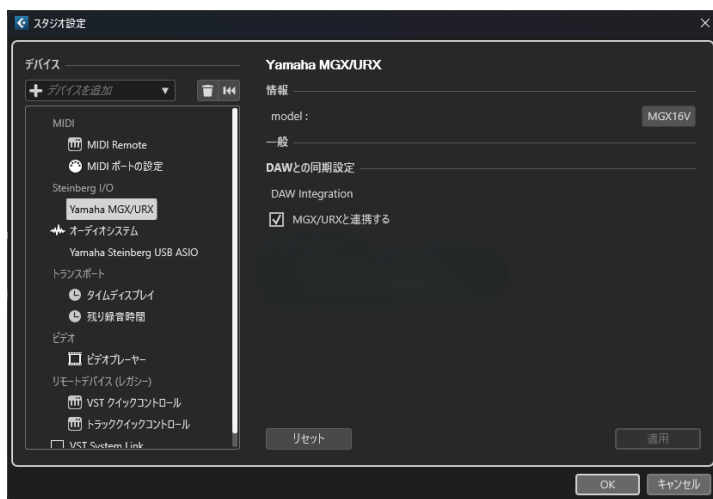 スタジオ設定
デバイス
デバイスを追加
MIDI
MIDI Remote
MIDI ポートの設定
Steinberg I/O
Yamaha MGX/URX
オーディオシステム
Yamaha Steinberg USB ASIO
トランスポート
タイムディスプレイ
残り録音時間
ビデオ
ビデオプレーヤー
リモートデバイス (レガシー)
VST クイックコントロール
トラッククイックコントロール
VST System Link
Yamaha MGX/URX
情報
model :
MGX16V
一般
DAWとの同期設定
DAW Integration
MGX/URXと連携する
リセット
適用
OK
キャンセル